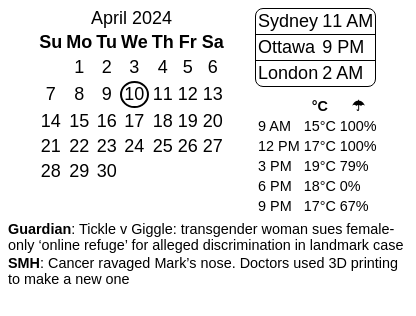 April 2024
Su Mo Tu We Th Fr Sa
1 2 3 4 5 6
7 8 9 10 11 12 13
14 15 16 17 18 19 20
21 22 23 24 25 26 27
28 29 30
Sydney 11 AM
Ottawa 9 PM
London 2 AM
°C ☂
9 AM 15°C 100%
12 PM 17°C 100%
3 PM 19°C 79%
6 PM 18°C 0%
9 PM 17°C 67%
Guardian: Tickle v Giggle: transgender woman sues female-
only ‘online refuge’ for alleged discrimination in landmark case
SMH: Cancer ravaged Mark’s nose. Doctors used 3D printing
to make a new one